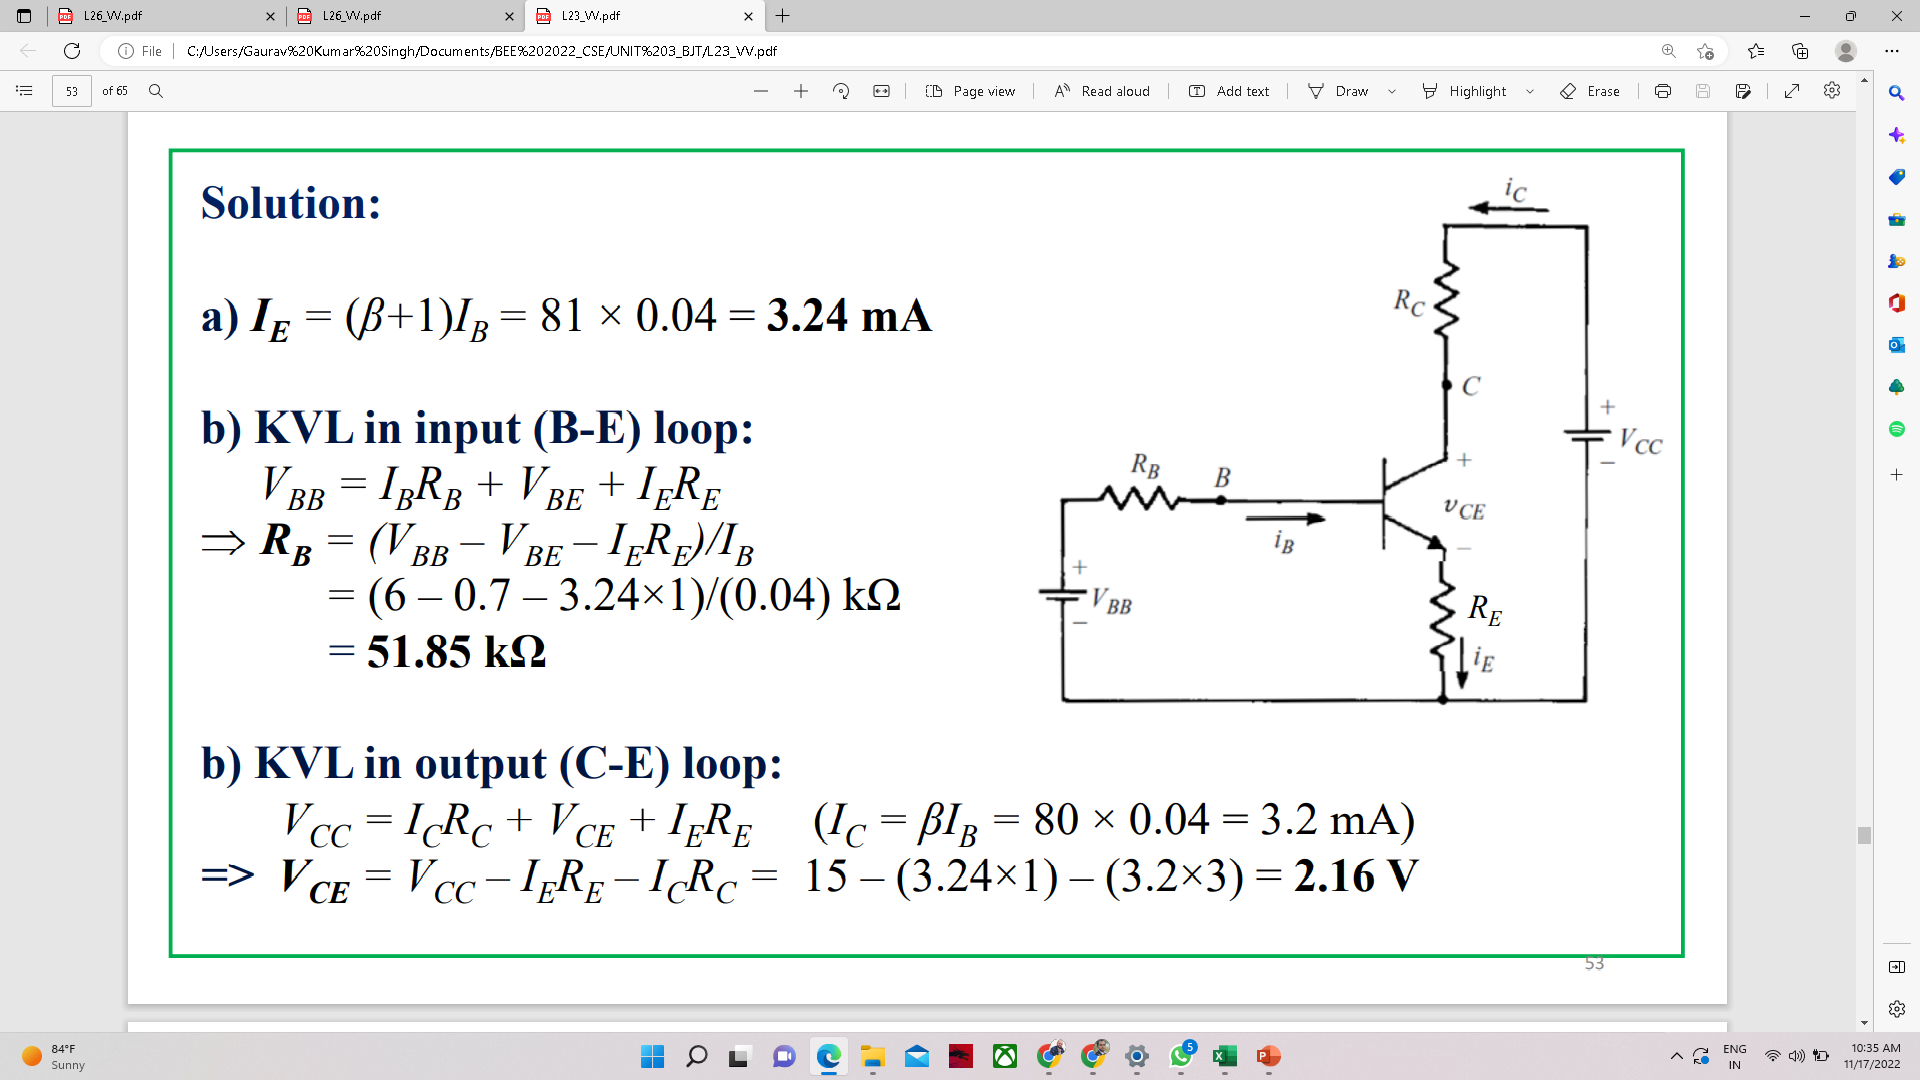 L26_VV.pdf
L26_VV.pdf
L23_VV.pdf
File
C:/Users/Gaurav%20Kumar%20Singh/Documents/BEE%202022_CSE/UNIT%203_BJT/L23_VV.pdf
53 of 65
Page view
Read aloud
Add text
Draw
Highlight
Erase
Solution:
a) I_E = (β+1)I_B = 81 × 0.04 = 3.24 mA
b) KVL in input (B-E) loop:
V_BB = I_BR_B + V_BE + I_ER_E
⇒ R_B = (V_BB – V_BE – I_ER_E)/I_B
= (6 – 0.7 – 3.24×1)/(0.04) kΩ
= 51.85 kΩ
b) KVL in output (C-E) loop:
V_CC = I_CR_C + V_CE + I_ER_E (I_C = βI_B = 80 × 0.04 = 3.2 mA)
=> V_CE = V_CC – I_ER_E – I_CR_C = 15 – (3.24×1) – (3.2×3) = 2.16 V
i_C
R_C
C
+
V_CC
–
R_B
B
+
v_CE
–
i_B
+
V_BB
–
R_E
i_E
53
84°F
Sunny
5
ENG
IN
10:35 AM
11/17/2022